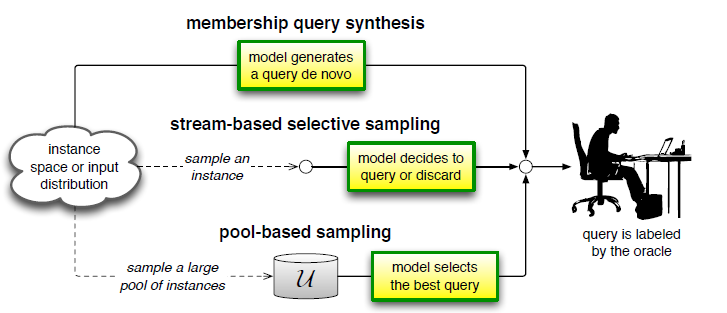 membership query synthesis
model generates
a query de novo
stream-based selective sampling
instance
space or input
distribution
sample an
instance
model decides to
query or discard
pool-based sampling
sample a large
pool of instances
U
model selects
the best query
query is labeled
by the oracle